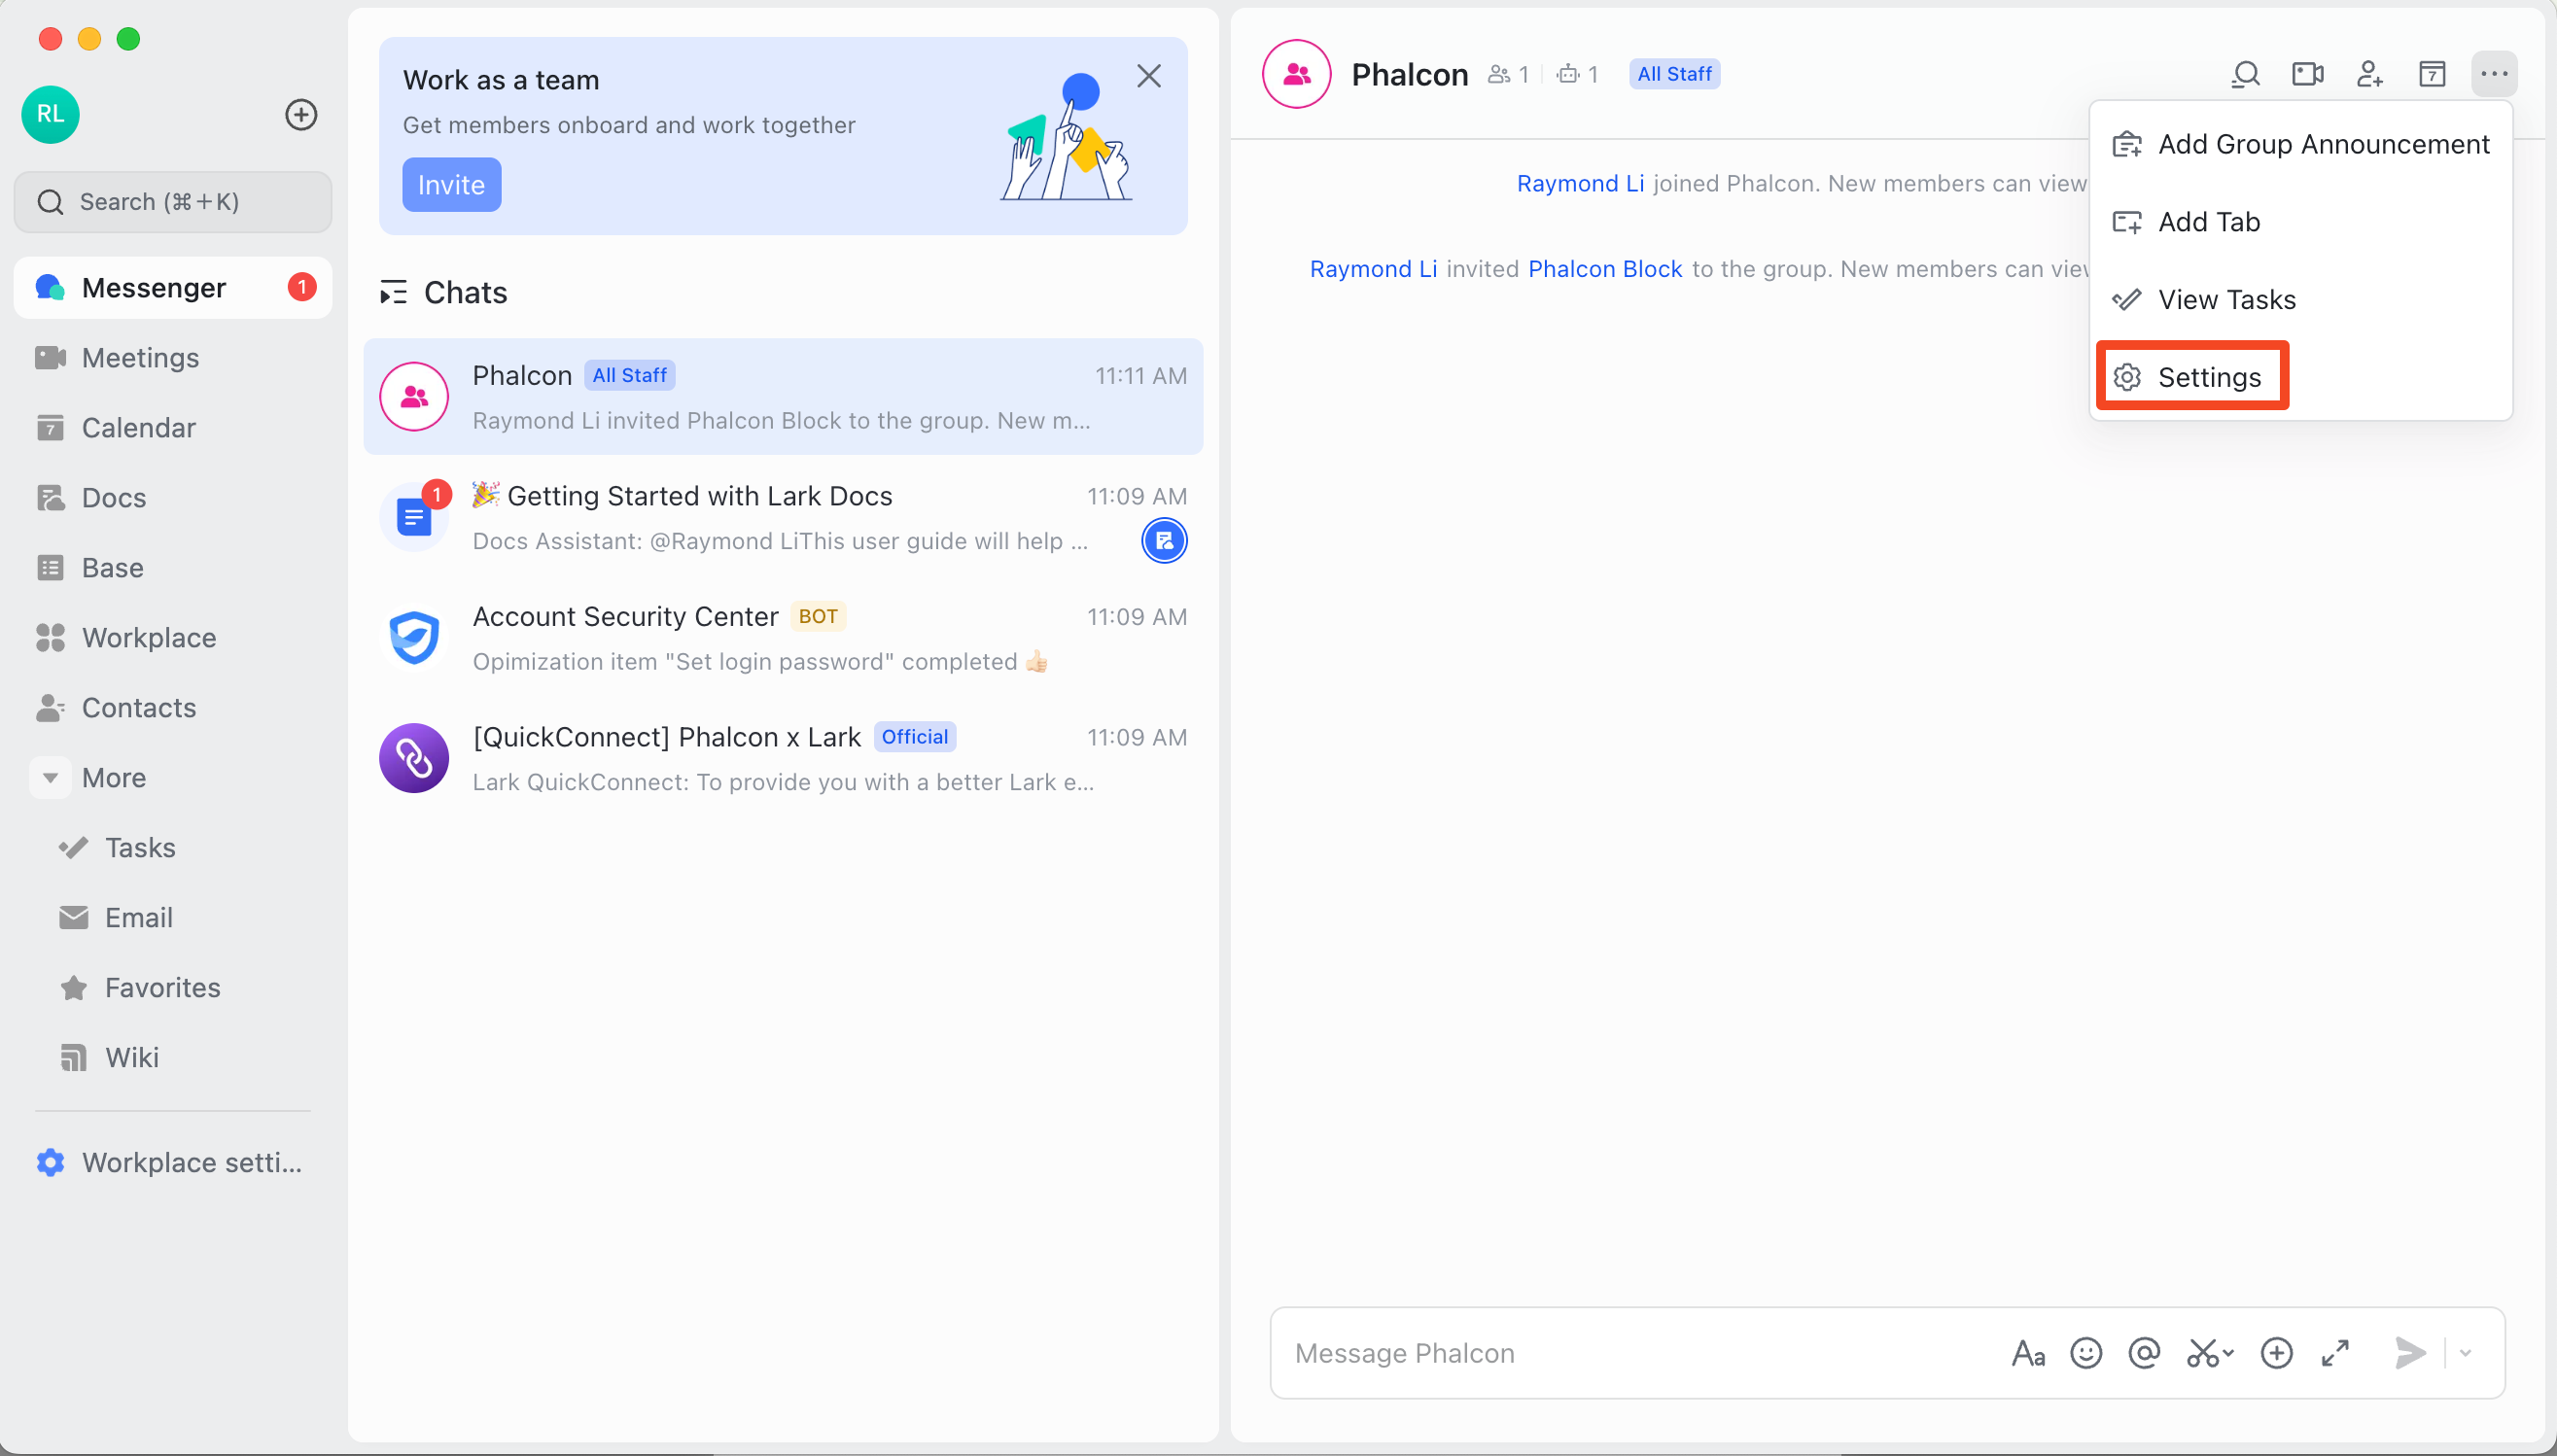 RL
Search (⌘+K)
Messenger
1
Meetings
7
Calendar
Docs
Base
Workplace
Contacts
More
Tasks
Email
Favorites
Wiki
Workplace setti...
Work as a team
Get members onboard and work together
Invite
Chats
Phalcon
All Staff
11:11 AM
Raymond Li invited Phalcon Block to the group. New m...
1
🎉 Getting Started with Lark Docs
11:09 AM
Docs Assistant: @Raymond LiThis user guide will help ...
Account Security Center
BOT
11:09 AM
Opimization item "Set login password" completed 👍🏻
[QuickConnect] Phalcon x Lark
Official
11:09 AM
Lark QuickConnect: To provide you with a better Lark e...
Phalcon
1
1
All Staff
7
Raymond Li joined Phalcon. New members can view
Raymond Li invited Phalcon Block to the group. New members can view
Add Group Announcement
Add Tab
View Tasks
Settings
Message Phalcon
Aa